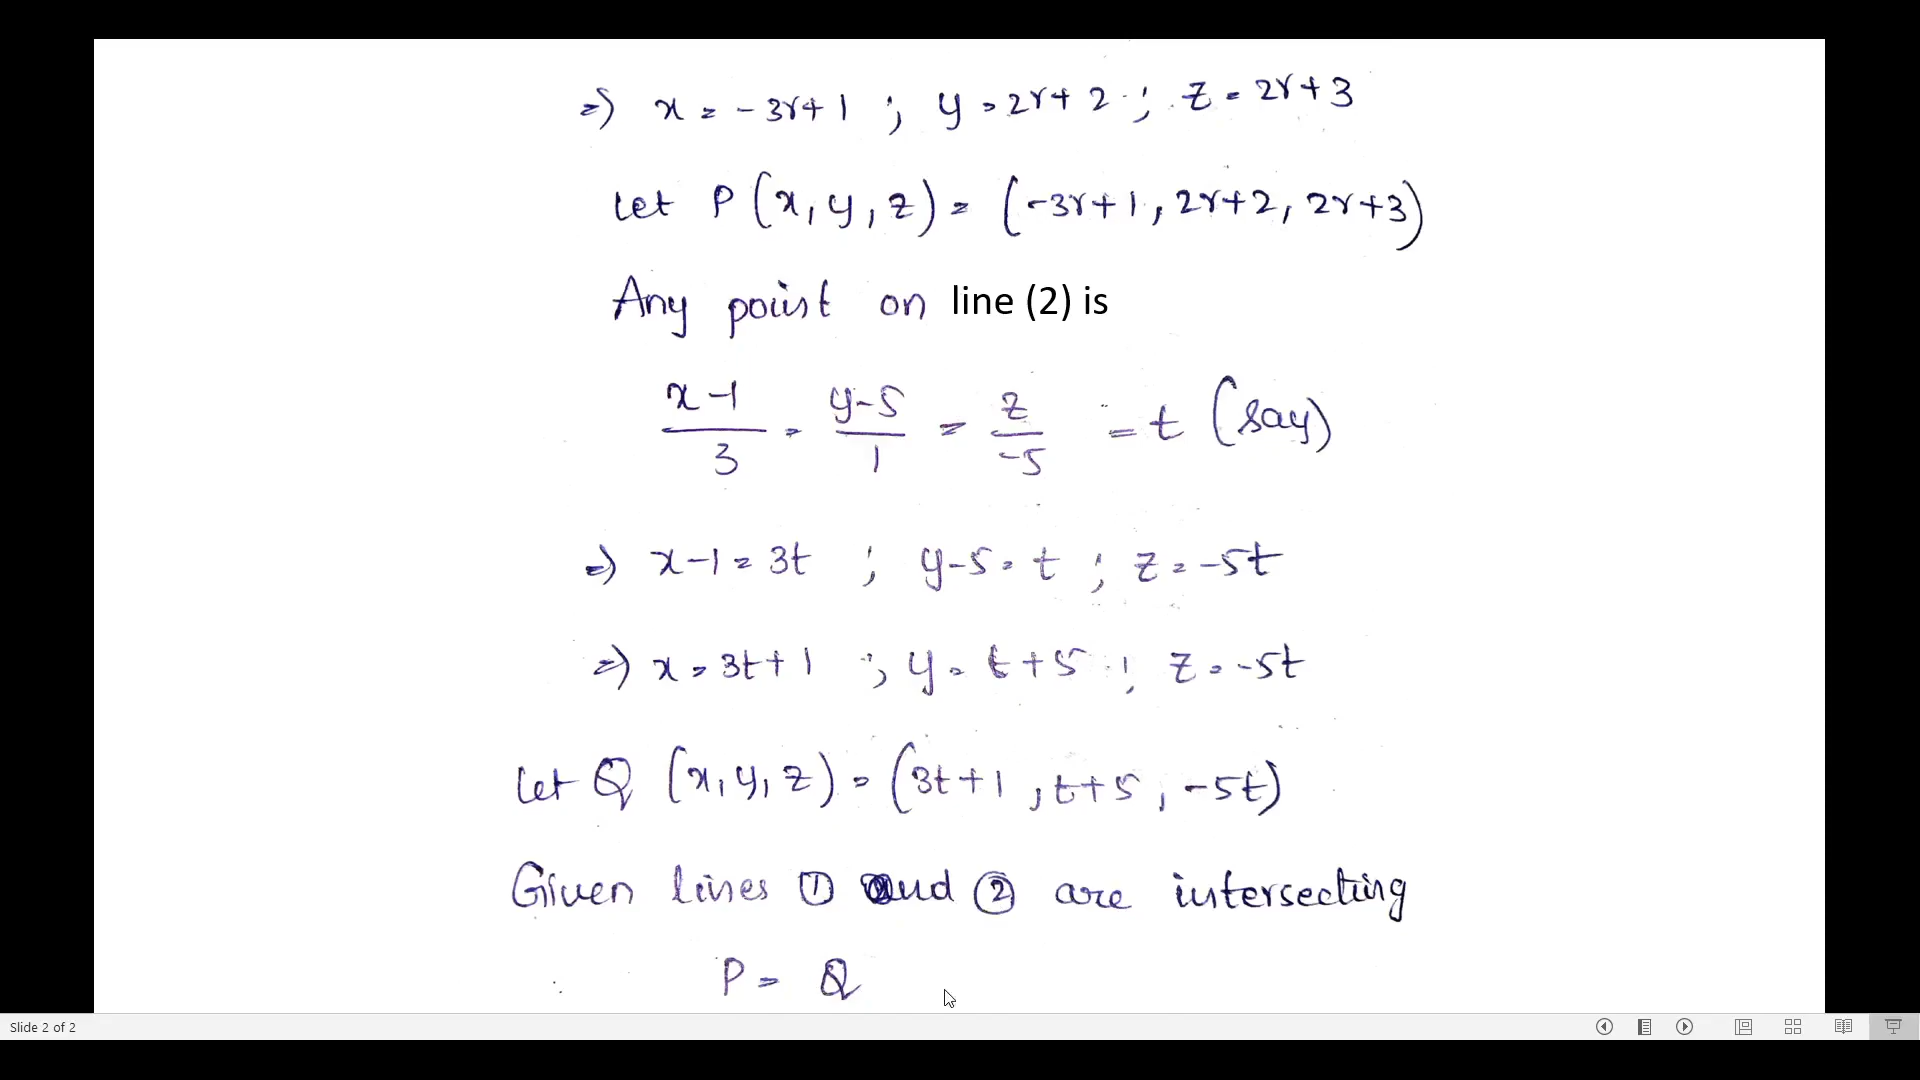 ⇒) x = -3r+1 ; y = 2r+2 ; z = 2r+3
Let P (x, y, z) = (-3r+1, 2r+2, 2r+3)
Any point on line (2) is
x-1/3 = y-5/1 = z/-5 = t (say)
⇒) x-1 = 3t ; y-5 = t ; z = -5t
⇒) x = 3t+1 ; y = t+5 ; z = -5t
Let Q (x, y, z) = (3t+1, t+5, -5t)
Given lines ① and ② are intersecting
∴ P = Q
Slide 2 of 2